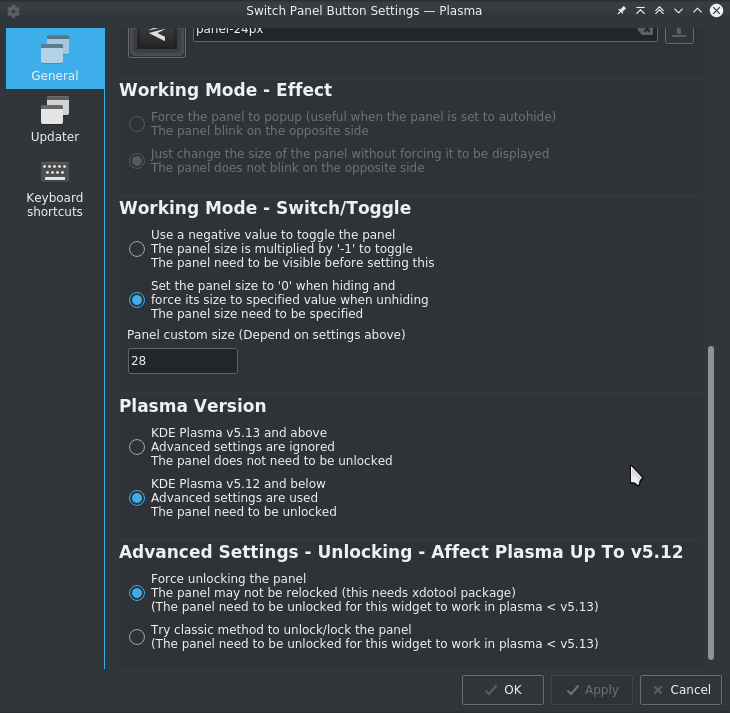 Switch Panel Button Settings — Plasma
General
Updater
Keyboard
shortcuts
panel-24px
Working Mode - Effect
Force the panel to popup (useful when the panel is set to autohide)
The panel blink on the opposite side
Just change the size of the panel without forcing it to be displayed
The panel does not blink on the opposite side
Working Mode - Switch/Toggle
Use a negative value to toggle the panel
The panel size is multiplied by '-1' to toggle
The panel need to be visible before setting this
Set the panel size to '0' when hiding and
force its size to specified value when unhiding
The panel size need to be specified
Panel custom size (Depend on settings above)
28
Plasma Version
KDE Plasma v5.13 and above
Advanced settings are ignored
The panel does not need to be unlocked
KDE Plasma v5.12 and below
Advanced settings are used
The panel need to be unlocked
Advanced Settings - Unlocking - Affect Plasma Up To v5.12
Force unlocking the panel
The panel may not be relocked (this needs xdotool package)
(The panel need to be unlocked for this widget to work in plasma < v5.13)
Try classic method to unlock/lock the panel
(The panel need to be unlocked for this widget to work in plasma < v5.13)
OK
Apply
Cancel